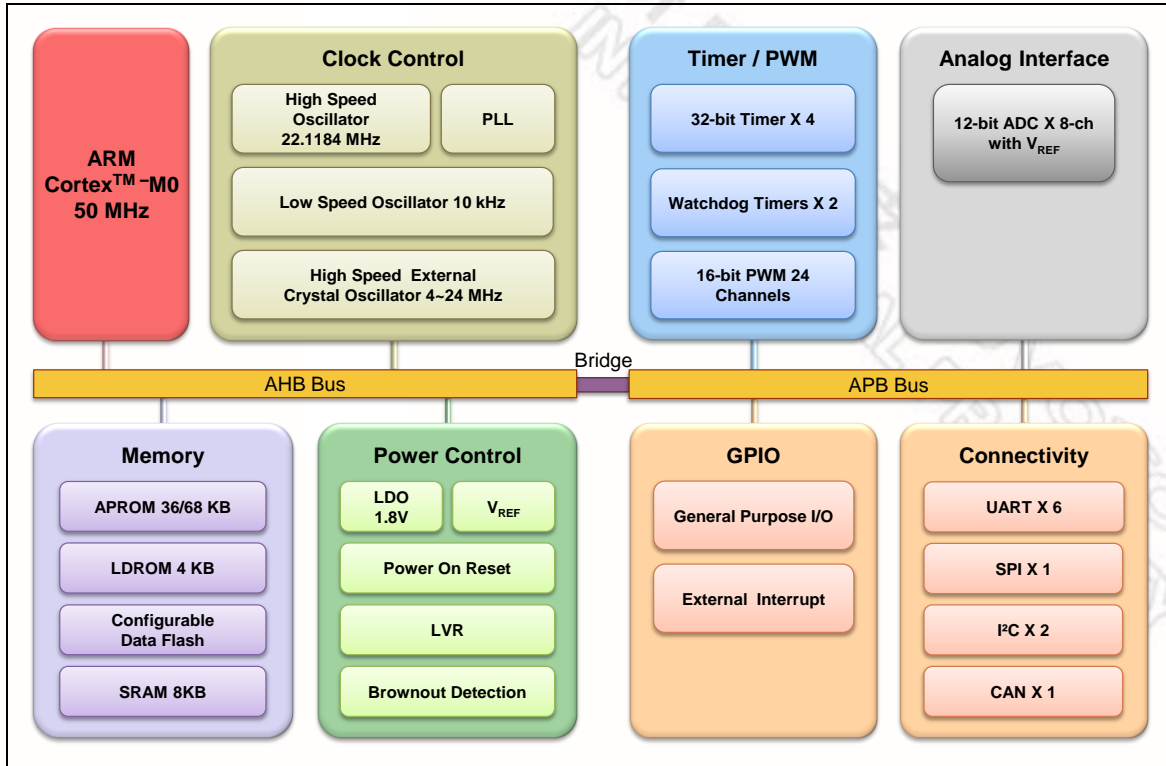 ARM
Cortex™ –M0
50 MHz
Clock Control
High Speed
Oscillator
22.1184 MHz
PLL
Low Speed Oscillator 10 kHz
High Speed External
Crystal Oscillator 4~24 MHz
Timer / PWM
32-bit Timer X 4
Watchdog Timers X 2
16-bit PWM 24
Channels
Analog Interface
12-bit ADC X 8-ch
with VREF
AHB Bus
Bridge
APB Bus
Memory
APROM 36/68 KB
LDROM 4 KB
Configurable
Data Flash
SRAM 8KB
Power Control
LDO
1.8V
VREF
Power On Reset
LVR
Brownout Detection
GPIO
General Purpose I/O
External Interrupt
Connectivity
UART X 6
SPI X 1
I²C X 2
CAN X 1